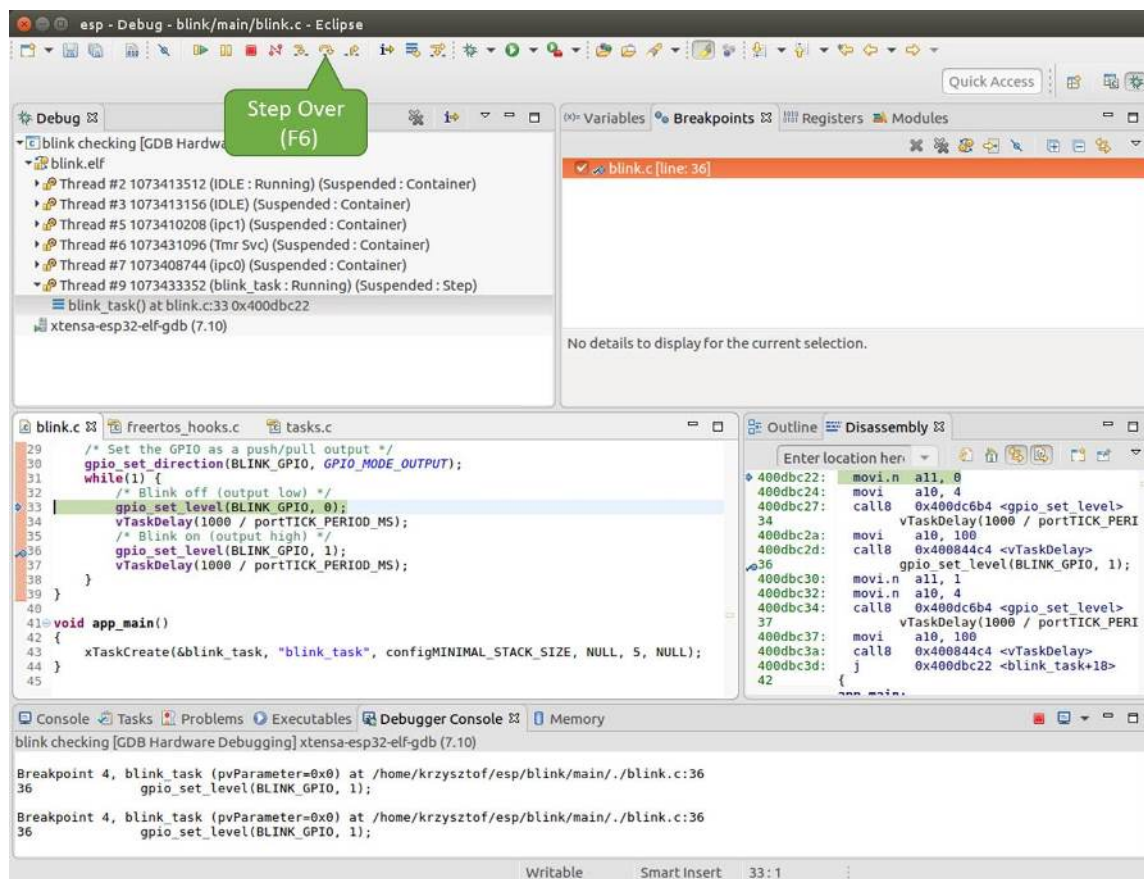 esp - Debug - blink/main/blink.c - Eclipse
Quick Access
Step Over
(F6)
Debug
blink checking [GDB Hardwa
blink.elf
Thread #2 1073413512 (IDLE : Running) (Suspended : Container)
Thread #3 1073413156 (IDLE) (Suspended : Container)
Thread #5 1073410208 (ipc1) (Suspended : Container)
Thread #6 1073431096 (Tmr Svc) (Suspended : Container)
Thread #7 1073408744 (ipc0) (Suspended : Container)
Thread #9 1073433352 (blink_task : Running) (Suspended : Step)
blink_task() at blink.c:33 0x400dbc22
xtensa-esp32-elf-gdb (7.10)
(x)= Variables Breakpoints Registers Modules
blink.c [line: 36]
No details to display for the current selection.
blink.c freertos_hooks.c tasks.c
29 /* Set the GPIO as a push/pull output */
30 gpio_set_direction(BLINK_GPIO, GPIO_MODE_OUTPUT);
31 while(1) {
32 /* Blink off (output low) */
33 gpio_set_level(BLINK_GPIO, 0);
34 vTaskDelay(1000 / portTICK_PERIOD_MS);
35 /* Blink on (output high) */
36 gpio_set_level(BLINK_GPIO, 1);
37 vTaskDelay(1000 / portTICK_PERIOD_MS);
38 }
39 }
40
41 void app_main()
42 {
43 xTaskCreate(&blink_task, "blink_task", configMINIMAL_STACK_SIZE, NULL, 5, NULL);
44 }
45
Outline Disassembly
Enter location her
400dbc22: movi.n a11, 0
400dbc24: movi a10, 4
400dbc27: call8 0x400dc6b4 <gpio_set_level>
34 vTaskDelay(1000 / portTICK_PERI
400dbc2a: movi a10, 100
400dbc2d: call8 0x400844c4 <vTaskDelay>
36 gpio_set_level(BLINK_GPIO, 1);
400dbc30: movi.n a11, 1
400dbc32: movi.n a10, 4
400dbc34: call8 0x400dc6b4 <gpio_set_level>
37 vTaskDelay(1000 / portTICK_PERI
400dbc37: movi a10, 100
400dbc3a: call8 0x400844c4 <vTaskDelay>
400dbc3d: j 0x400dbc22 <blink_task+18>
42 {
app_main:
Console Tasks Problems Executables Debugger Console Memory
blink checking [GDB Hardware Debugging] xtensa-esp32-elf-gdb (7.10)
Breakpoint 4, blink_task (pvParameter=0x0) at /home/krzysztof/esp/blink/main/./blink.c:36
36 gpio_set_level(BLINK_GPIO, 1);
Breakpoint 4, blink_task (pvParameter=0x0) at /home/krzysztof/esp/blink/main/./blink.c:36
36 gpio_set_level(BLINK_GPIO, 1);
Writable Smart Insert 33 : 1